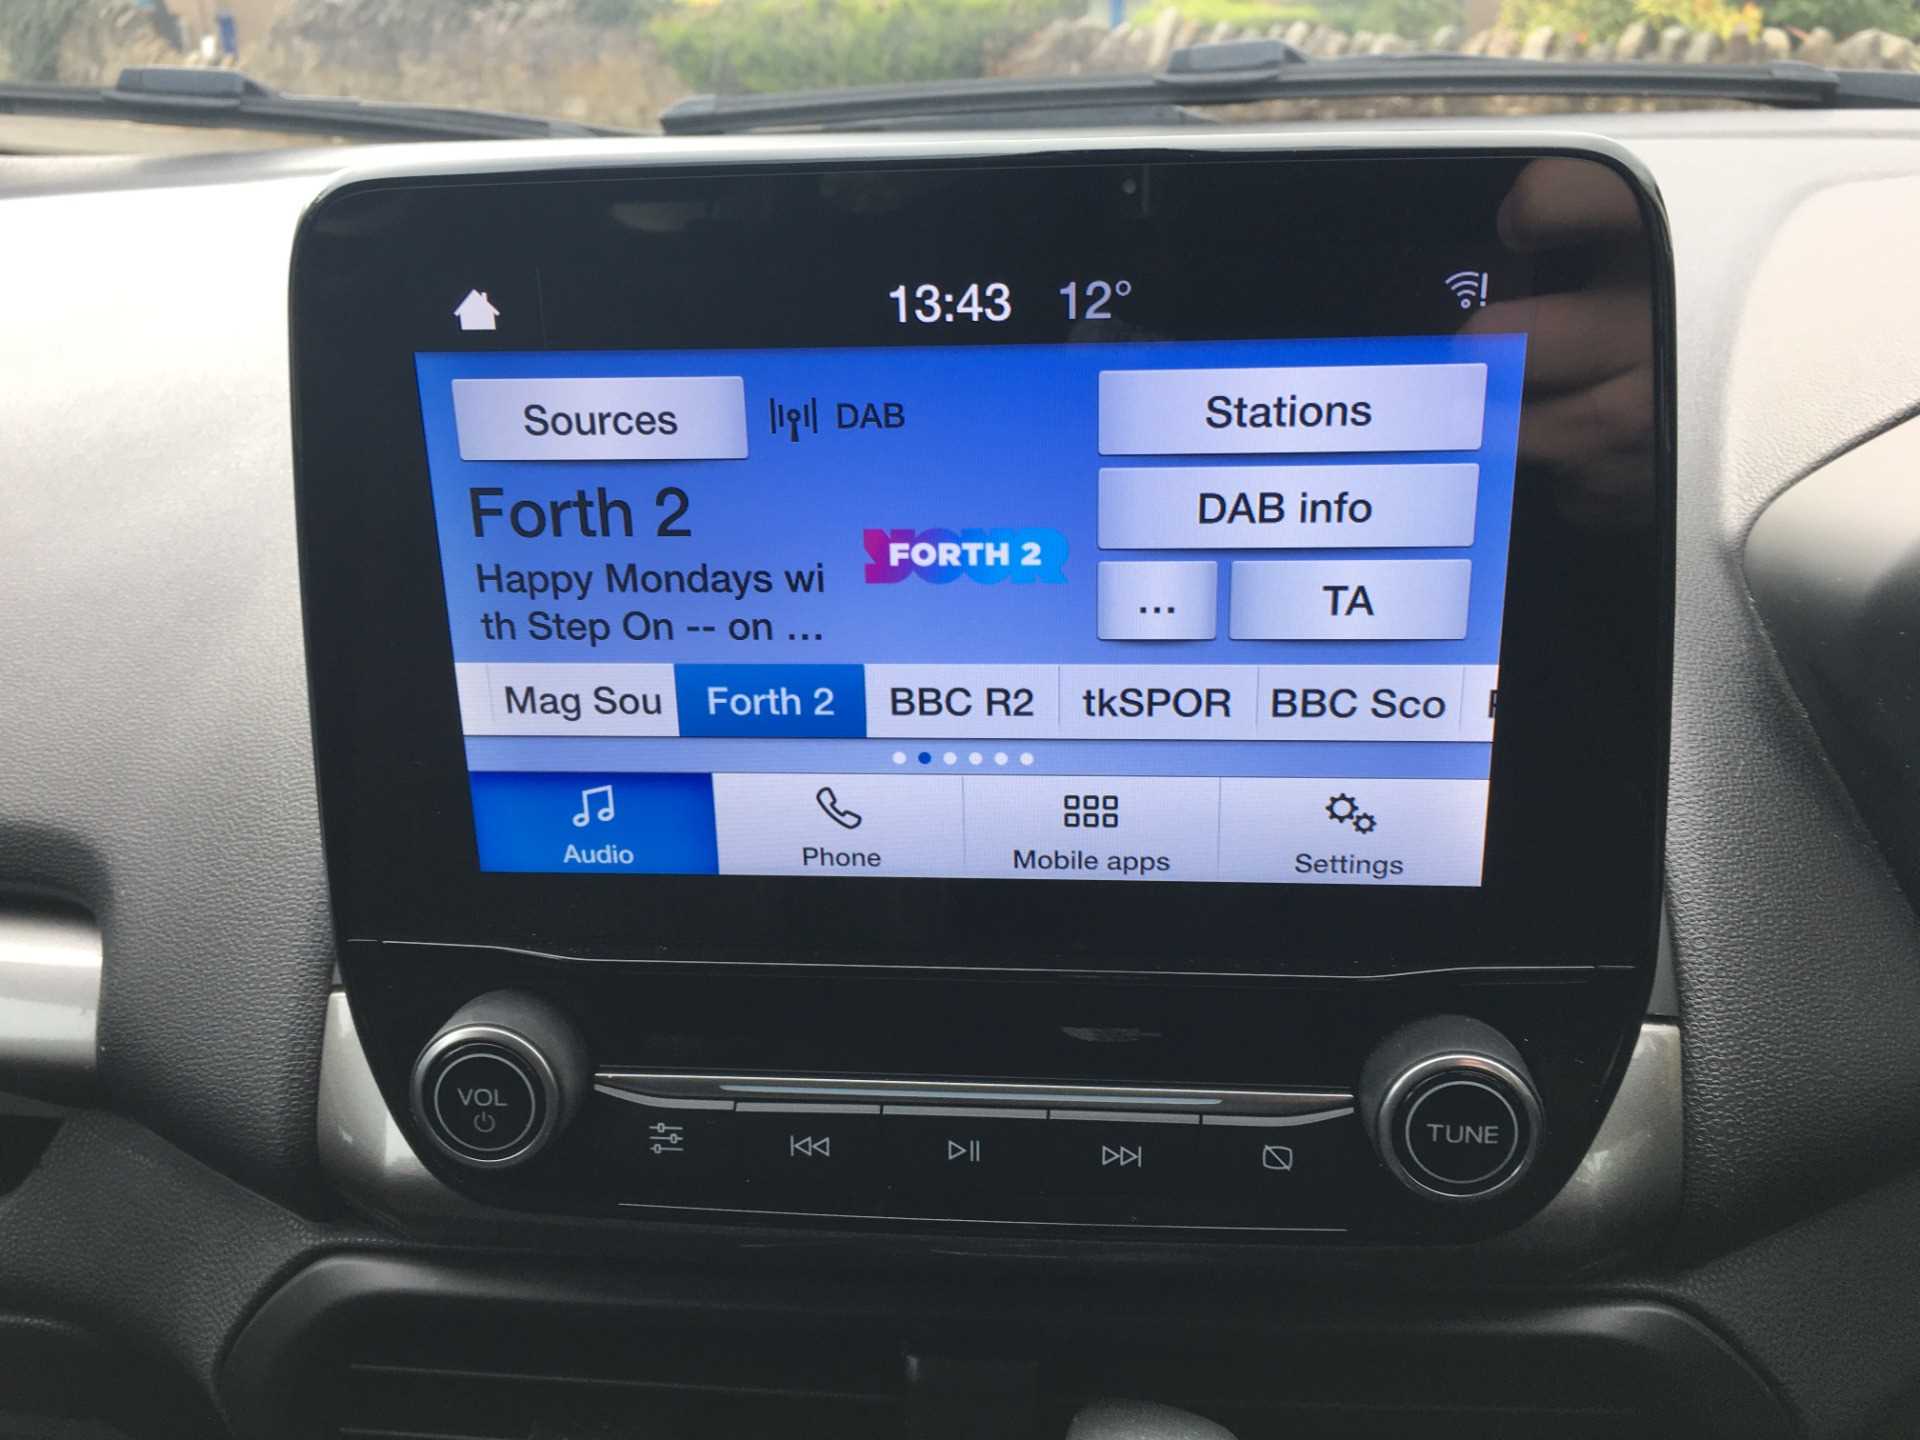 13:43 12°
Sources DAB Stations
Forth 2
YOUR
FORTH 2
DAB info
Happy Mondays wi
th Step On -- on ...
... TA
Mag Sou Forth 2 BBC R2 tkSPOR BBC Sco
Audio Phone Mobile apps Settings
VOL
TUNE